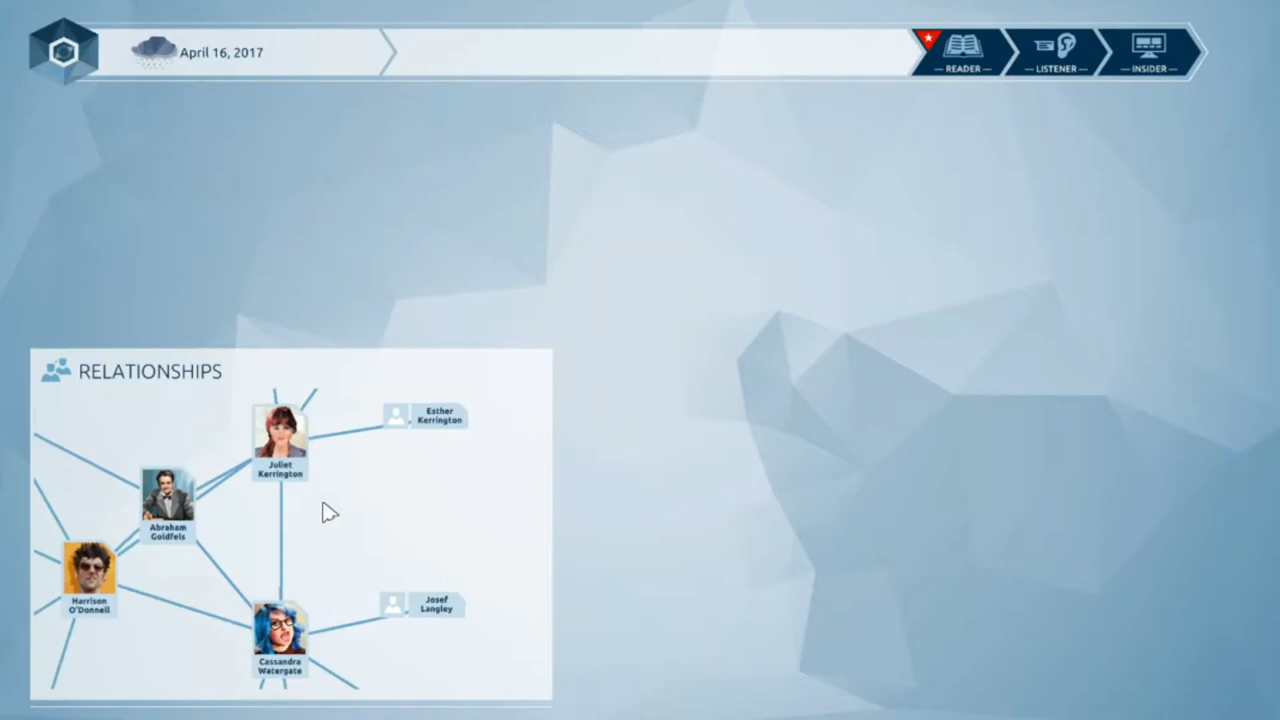 April 16, 2017
— READER —
— LISTENER —
— INSIDER —
RELATIONSHIPS
Esther
Kerrington
Juliet
Kerrington
Abraham
Goldfels
Harrison
O'Donnell
Josef
Langley
Cassandra
Watergate